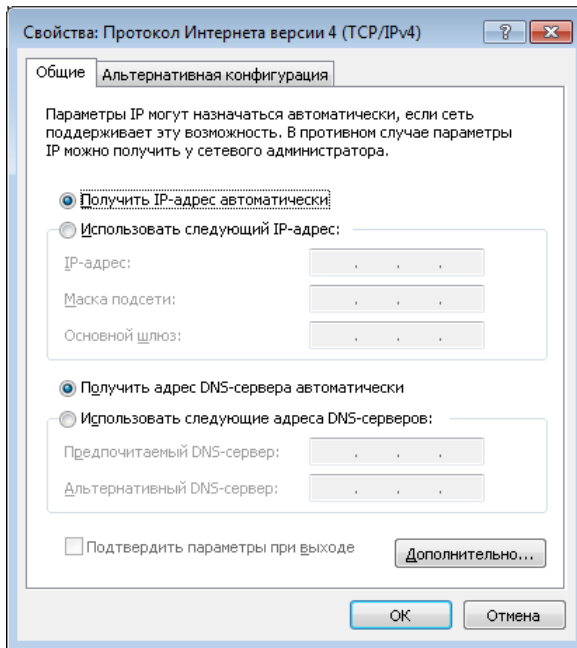 Свойства: Протокол Интернета версии 4 (TCP/IPv4)
Общие Альтернативная конфигурация
Параметры IP могут назначаться автоматически, если сеть
поддерживает эту возможность. В противном случае параметры
IP можно получить у сетевого администратора.
Получить IP-адрес автоматически
Использовать следующий IP-адрес:
IP-адрес:
Маска подсети:
Основной шлюз:
Получить адрес DNS-сервера автоматически
Использовать следующие адреса DNS-серверов:
Предпочитаемый DNS-сервер:
Альтернативный DNS-сервер:
Подтвердить параметры при выходе
Дополнительно...
ОК Отмена